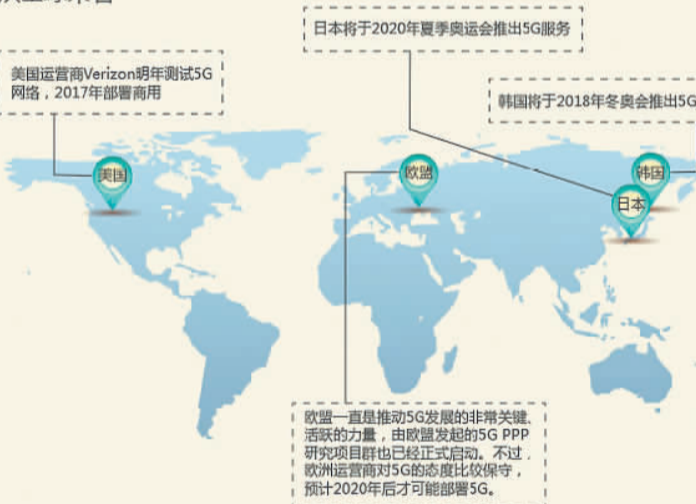 日本将于2020年夏季奥运会推出5G服务
美国运营商Verizon明年测试5G
网络，2017年部署商用
韩国将于2018年冬奥会推出5G
美国
欧盟
韩国
日本
欧盟一直是推动5G发展的非常关键、
活跃的力量，由欧盟发起的5G PPP
研究项目群也已经正式启动。不过，
欧洲运营商对5G的态度比较保守，
预计2020年后才可能部署5G。